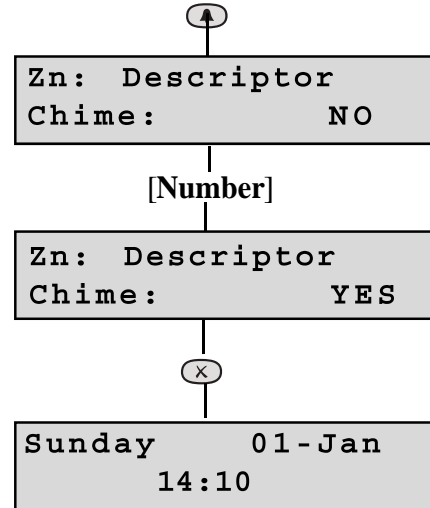 Zn: Descriptor
Chime: NO
[Number]
Zn: Descriptor
Chime: YES
x
Sunday 01-Jan
14:10